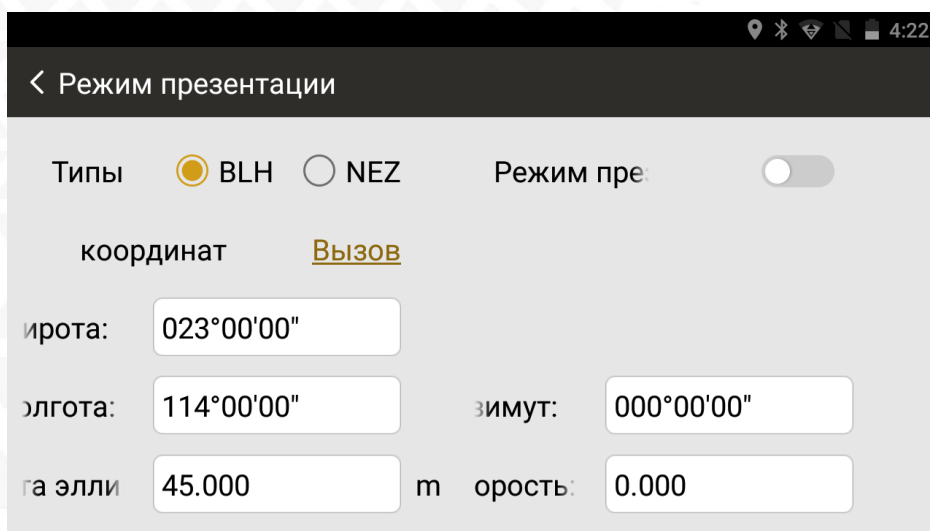 4:22
Режим презентации
Типы BLH NEZ Режим пре
координат Вызов
ирота: 023°00'00"
олгота: 114°00'00" зимут: 000°00'00"
та элли 45.000 m орость: 0.000